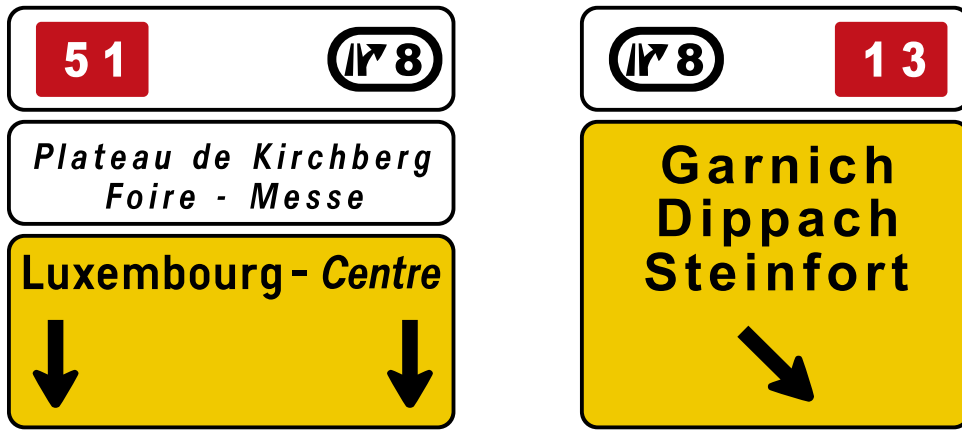 51 8
Plateau de Kirchberg
Foire - Messe
Luxembourg - Centre
8 13
Garnich
Dippach
Steinfort